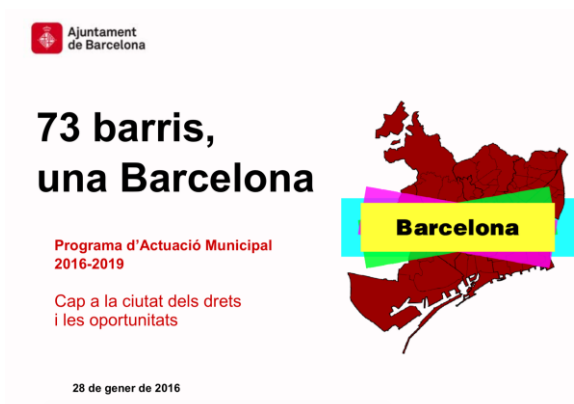 Ajuntament
de Barcelona
73 barris,
una Barcelona
Barcelona
Programa d'Actuació Municipal
2016-2019
Cap a la ciutat dels drets
i les oportunitats
28 de gener de 2016